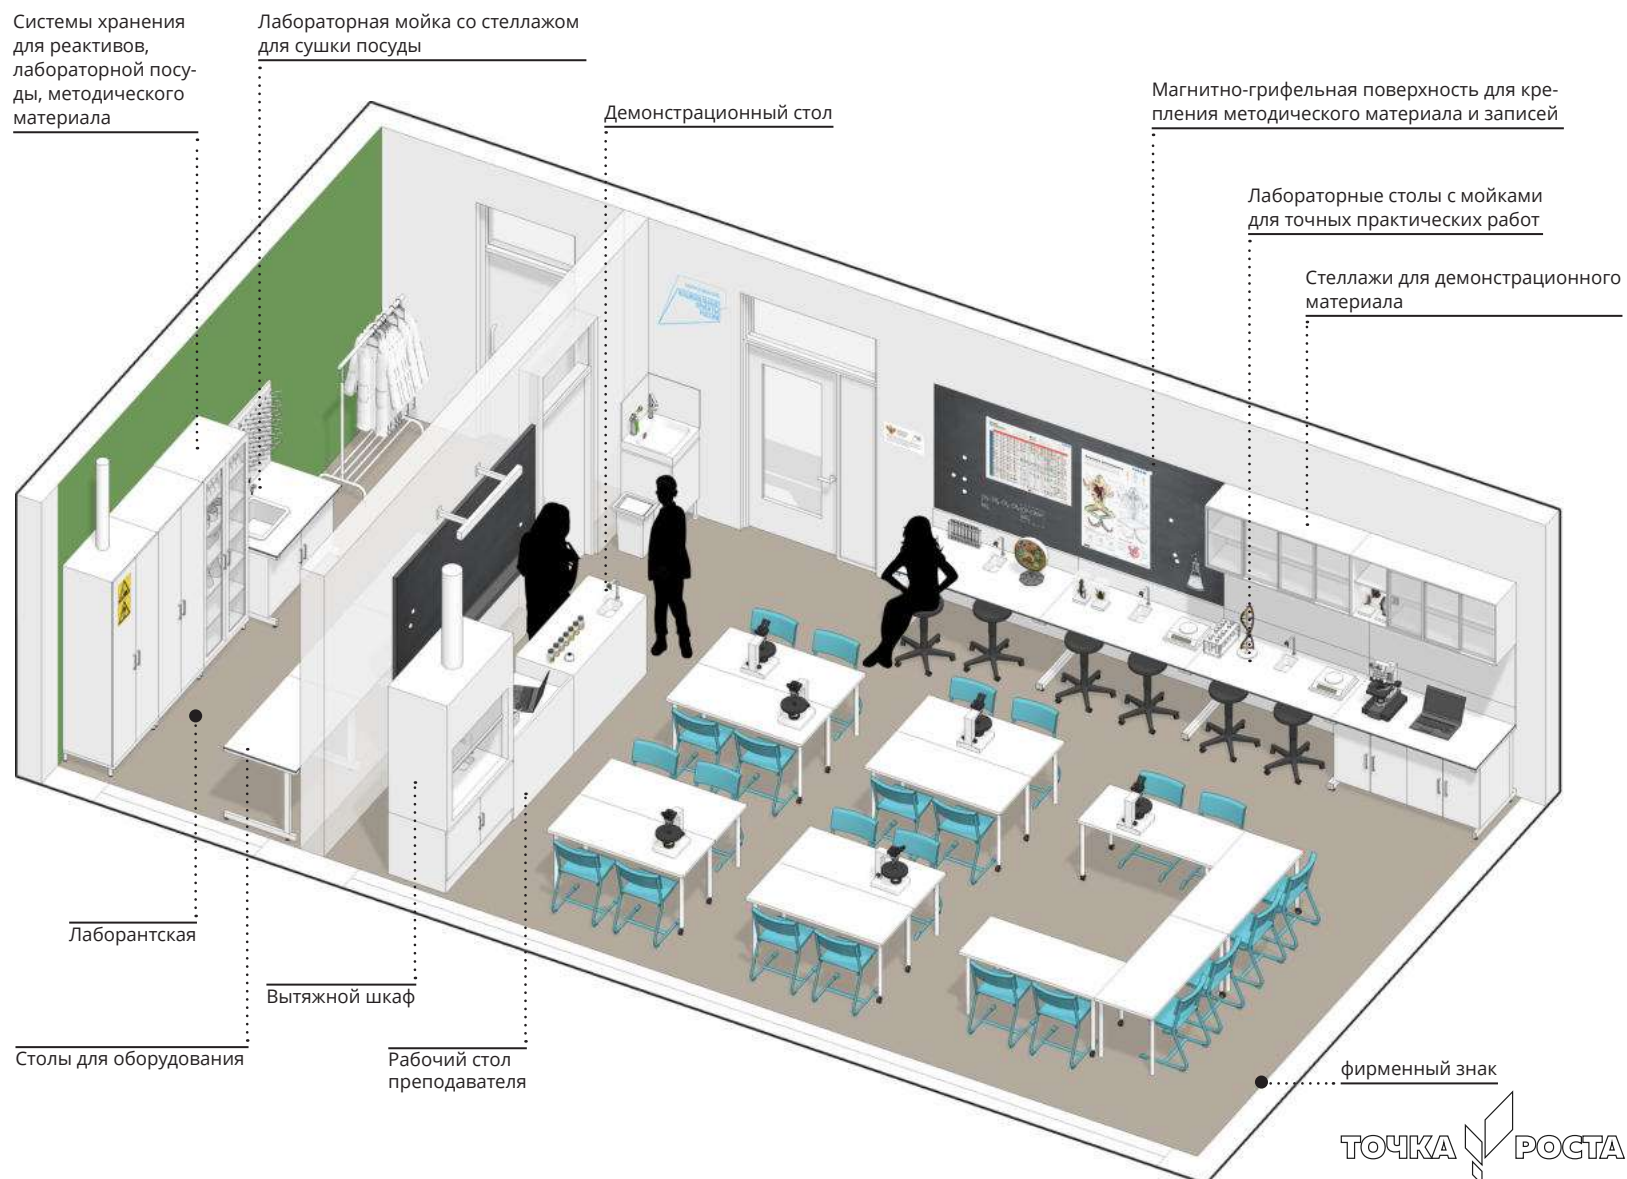 Системы хранения
для реактивов,
лабораторной посу-
ды, методического
материала
Лабораторная мойка со стеллажом
для сушки посуды
Демонстрационный стол
Магнитно-грифельная поверхность для кре-
пления методического материала и записей
Лабораторные столы с мойками
для точных практических работ
Стеллажи для демонстрационного
материала
Лаборантская
Вытяжной шкаф
Столы для оборудования
Рабочий стол
преподавателя
фирменный знак
ТОЧКА РОСТА